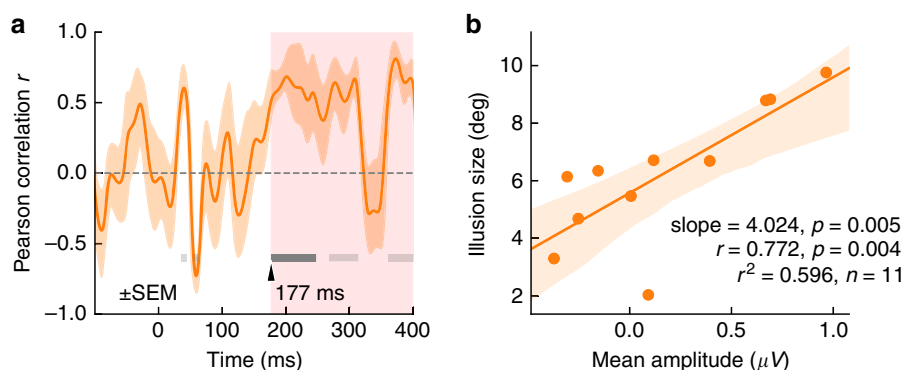 a
Pearson correlation r
1.0
0.5
0.0
−0.5
−1.0
±SEM
177 ms
0 100 200 300 400
Time (ms)
b
Illusion size (deg)
10
8
6
4
2
slope = 4.024, p = 0.005
r = 0.772, p = 0.004
r² = 0.596, n = 11
0.0 0.5 1.0
Mean amplitude (μV)